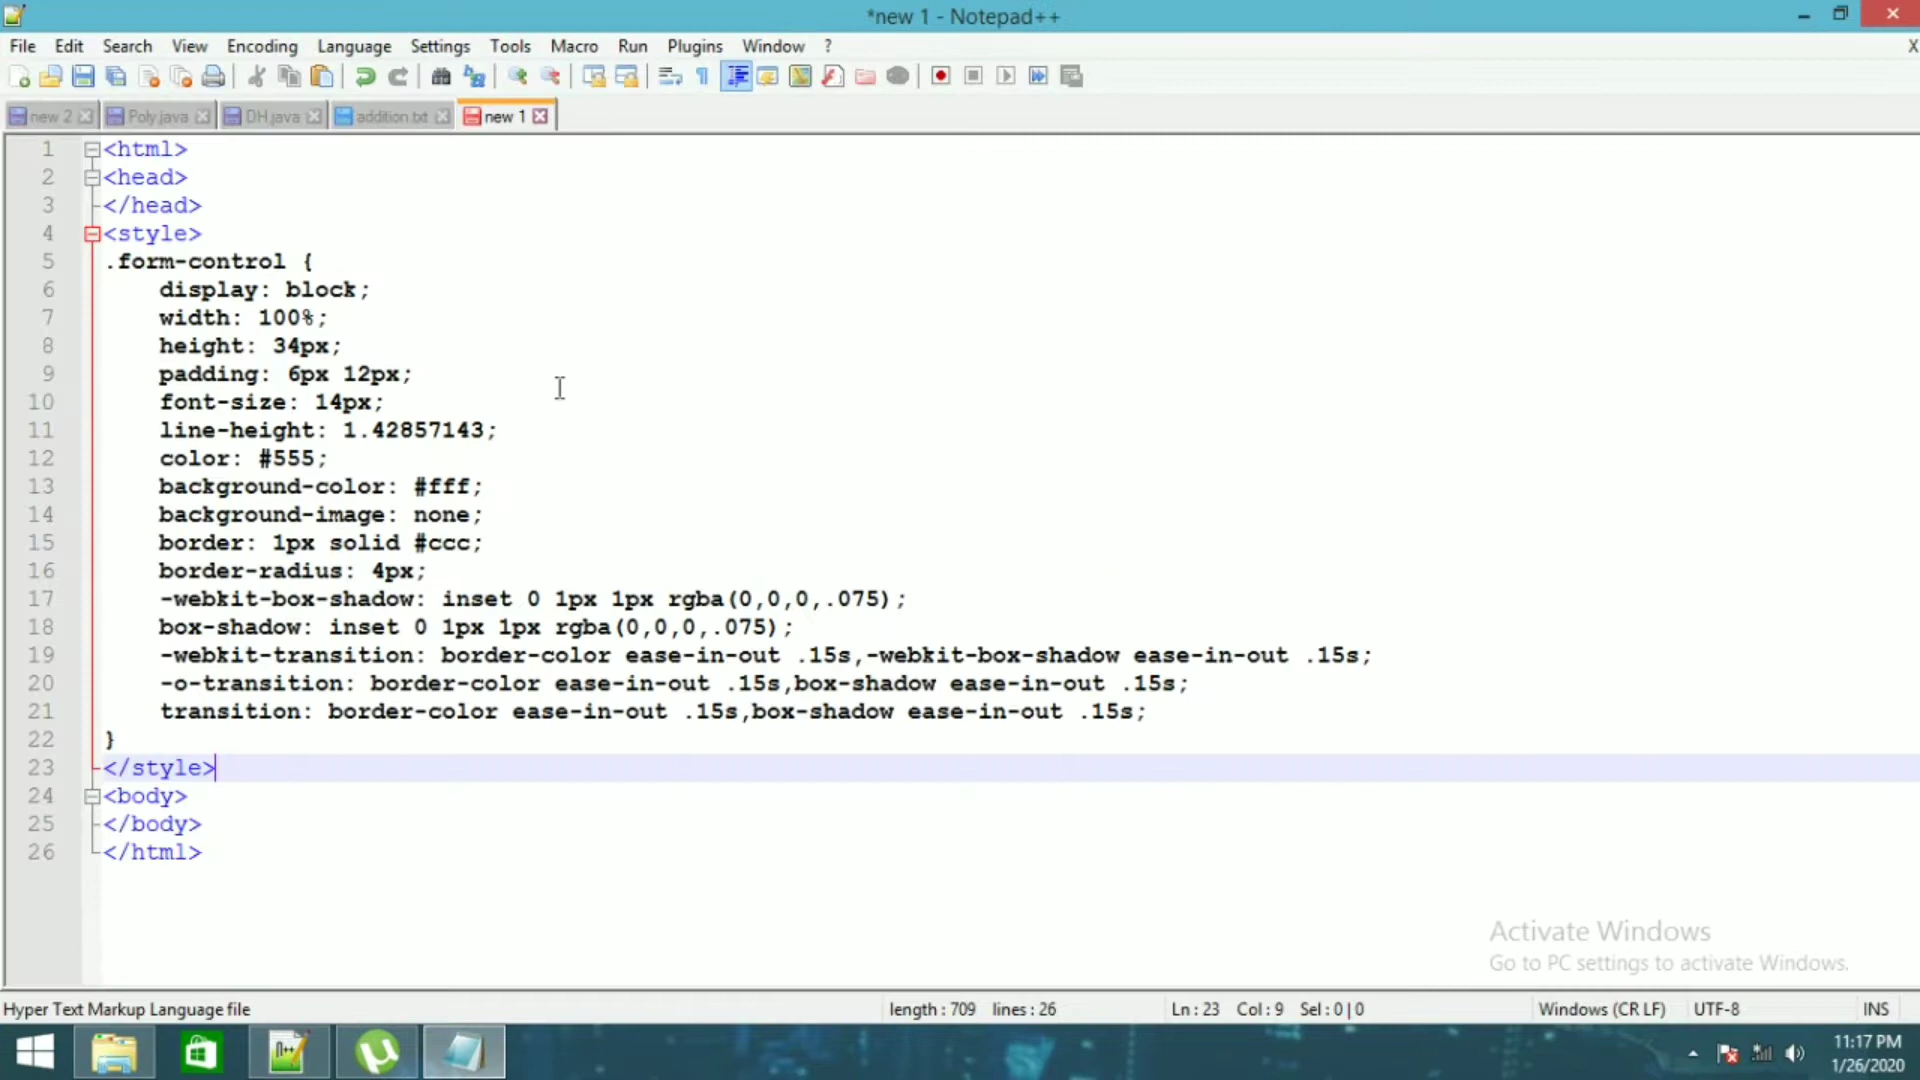 *new 1 - Notepad++
File Edit Search View Encoding Language Settings Tools Macro Run Plugins Window ? X
new 2 Poly.java DH.java addition.txt new 1
1 <html>
2 <head>
3 </head>
4 <style>
5 .form-control {
6 display: block;
7 width: 100%;
8 height: 34px;
9 padding: 6px 12px;
10 font-size: 14px;
11 line-height: 1.42857143;
12 color: #555;
13 background-color: #fff;
14 background-image: none;
15 border: 1px solid #ccc;
16 border-radius: 4px;
17 -webkit-box-shadow: inset 0 1px 1px rgba(0,0,0,.075);
18 box-shadow: inset 0 1px 1px rgba(0,0,0,.075);
19 -webkit-transition: border-color ease-in-out .15s,-webkit-box-shadow ease-in-out .15s;
20 -o-transition: border-color ease-in-out .15s,box-shadow ease-in-out .15s;
21 transition: border-color ease-in-out .15s,box-shadow ease-in-out .15s;
22 }
23 </style>
24 <body>
25 </body>
26 </html>
Activate Windows
Go to PC settings to activate Windows.
Hyper Text Markup Language file length : 709 lines : 26 Ln : 23 Col : 9 Sel : 0 | 0 Windows (CR LF) UTF-8 INS
11:17 PM
1/26/2020